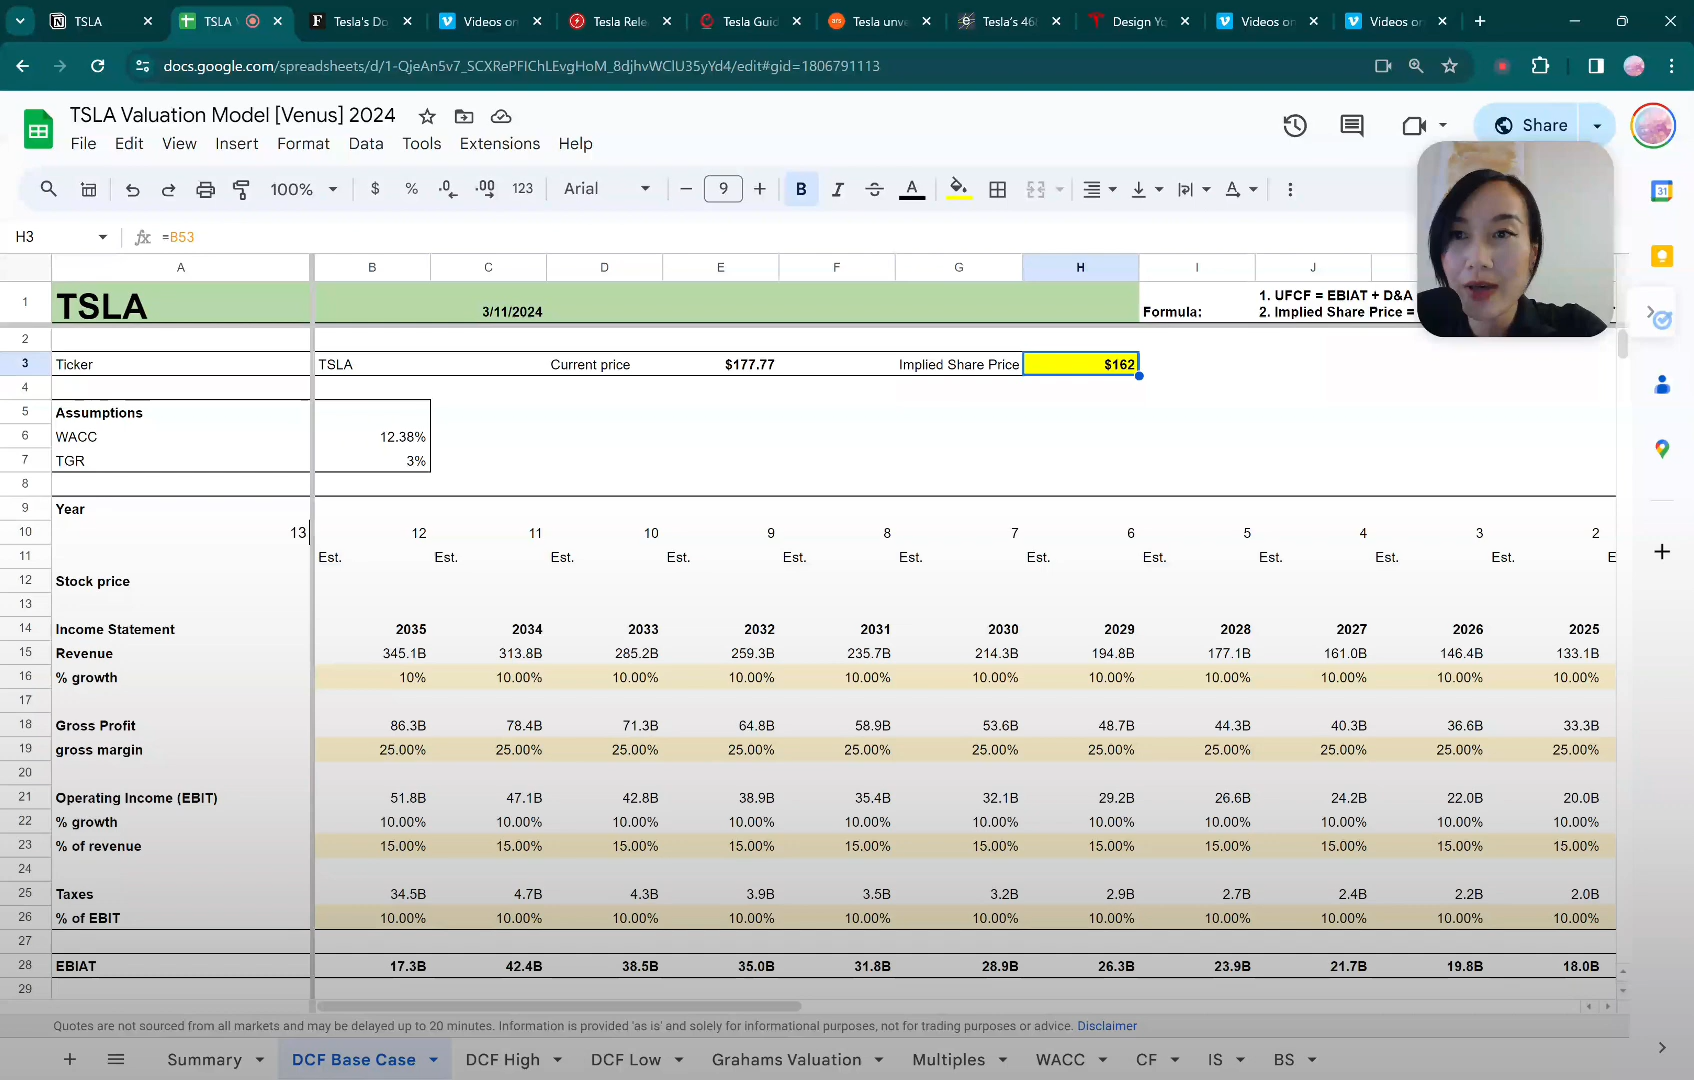 TSLA
TSLA
Tesla's Do
Videos on
Tesla Rele
Tesla Guid
Tesla unve
Tesla's 468
Design Yo
Videos on
Videos on
docs.google.com/spreadsheets/d/1-QjeAn5v7_SCXRePFIChLEvgHoM_8djhvWClU35yYd4/edit#gid=1806791113
TSLA Valuation Model [Venus] 2024
Share
File Edit View Insert Format Data Tools Extensions Help
100% $ % .0 .00 123 Arial 9 B I S A
H3 =B53
A B C D E F G H I J
1 TSLA 3/11/2024 Formula: 1. UFCF = EBIAT + D&A
2. Implied Share Price =
2
3 Ticker TSLA Current price $177.77 Implied Share Price $162
4
5 Assumptions
6 WACC 12.38%
7 TGR 3%
8
9 Year
10 13 12 11 10 9 8 7 6 5 4 3 2
11 Est. Est. Est. Est. Est. Est. Est. Est. Est. Est. Est. E
12 Stock price
13
14 Income Statement 2035 2034 2033 2032 2031 2030 2029 2028 2027 2026 2025
15 Revenue 345.1B 313.8B 285.2B 259.3B 235.7B 214.3B 194.8B 177.1B 161.0B 146.4B 133.1B
16 % growth 10% 10.00% 10.00% 10.00% 10.00% 10.00% 10.00% 10.00% 10.00% 10.00% 10.00%
17
18 Gross Profit 86.3B 78.4B 71.3B 64.8B 58.9B 53.6B 48.7B 44.3B 40.3B 36.6B 33.3B
19 gross margin 25.00% 25.00% 25.00% 25.00% 25.00% 25.00% 25.00% 25.00% 25.00% 25.00% 25.00%
20
21 Operating Income (EBIT) 51.8B 47.1B 42.8B 38.9B 35.4B 32.1B 29.2B 26.6B 24.2B 22.0B 20.0B
22 % growth 10.00% 10.00% 10.00% 10.00% 10.00% 10.00% 10.00% 10.00% 10.00% 10.00% 10.00%
23 % of revenue 15.00% 15.00% 15.00% 15.00% 15.00% 15.00% 15.00% 15.00% 15.00% 15.00% 15.00%
24
25 Taxes 34.5B 4.7B 4.3B 3.9B 3.5B 3.2B 2.9B 2.7B 2.4B 2.2B 2.0B
26 % of EBIT 10.00% 10.00% 10.00% 10.00% 10.00% 10.00% 10.00% 10.00% 10.00% 10.00% 10.00%
27
28 EBIAT 17.3B 42.4B 38.5B 35.0B 31.8B 28.9B 26.3B 23.9B 21.7B 19.8B 18.0B
29
Quotes are not sourced from all markets and may be delayed up to 20 minutes. Information is provided 'as is' and solely for informational purposes, not for trading purposes or advice. Disclaimer
Summary DCF Base Case DCF High DCF Low Grahams Valuation Multiples WACC CF IS BS